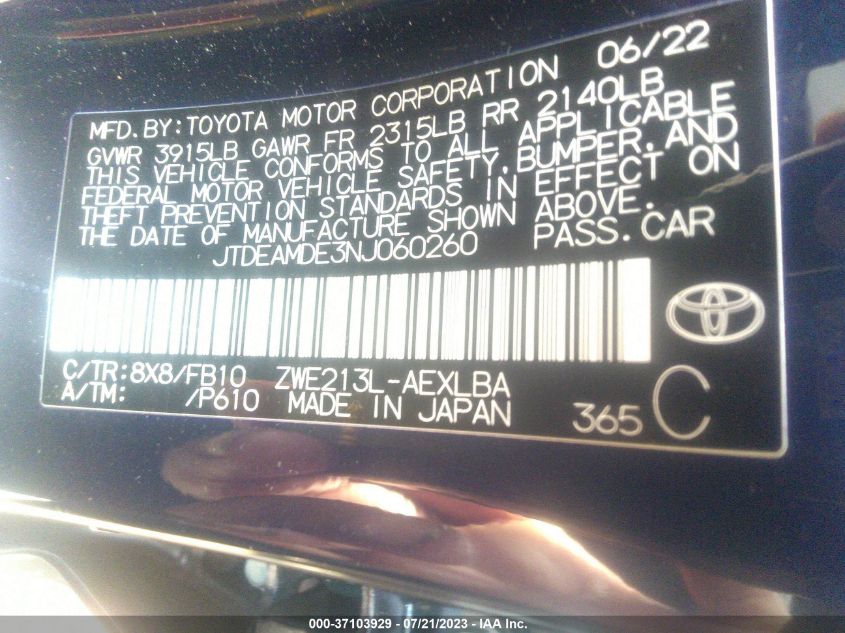 MFD. BY: TOYOTA MOTOR CORPORATION 06/22
GVWR 3915LB GAWR FR 2315LB RR 2140LB
THIS VEHICLE CONFORMS TO ALL APPLICABLE
FEDERAL MOTOR VEHICLE SAFETY, BUMPER, AND
THEFT PREVENTION STANDARDS IN EFFECT ON
THE DATE OF MANUFACTURE SHOWN ABOVE.
JTDEAMDE3NJ060260 PASS. CAR
C/TR: 8X8/FB10 ZWE213L-AEXLBA
A/TM: /P610 MADE IN JAPAN 365 C
000-37103929 / 07/21/2023 - IAA Inc.